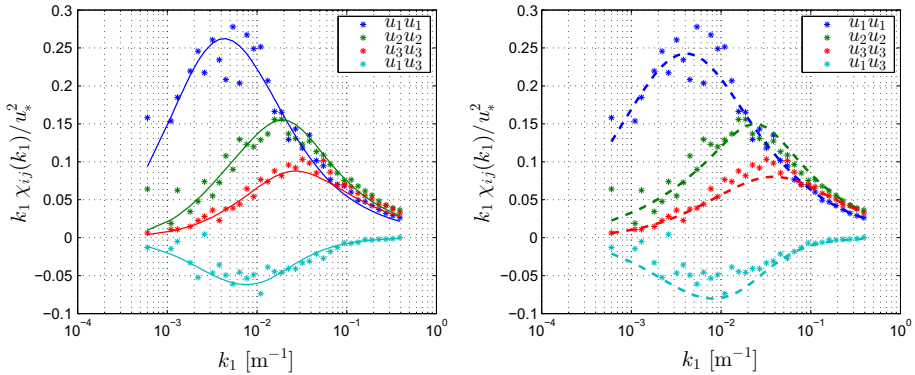 0.3
0.25
0.2
0.15
0.1
0.05
0
−0.05
−0.1
k₁ χᵢⱼ(k₁)/u²∗
u₁u₁
u₂u₂
u₃u₃
u₁u₃
10⁻⁴
10⁻³
10⁻²
10⁻¹
10⁰
k₁ [m⁻¹]
0.3
0.25
0.2
0.15
0.1
0.05
0
−0.05
−0.1
k₁ χᵢⱼ(k₁)/u²∗
u₁u₁
u₂u₂
u₃u₃
u₁u₃
10⁻⁴
10⁻³
10⁻²
10⁻¹
10⁰
k₁ [m⁻¹]